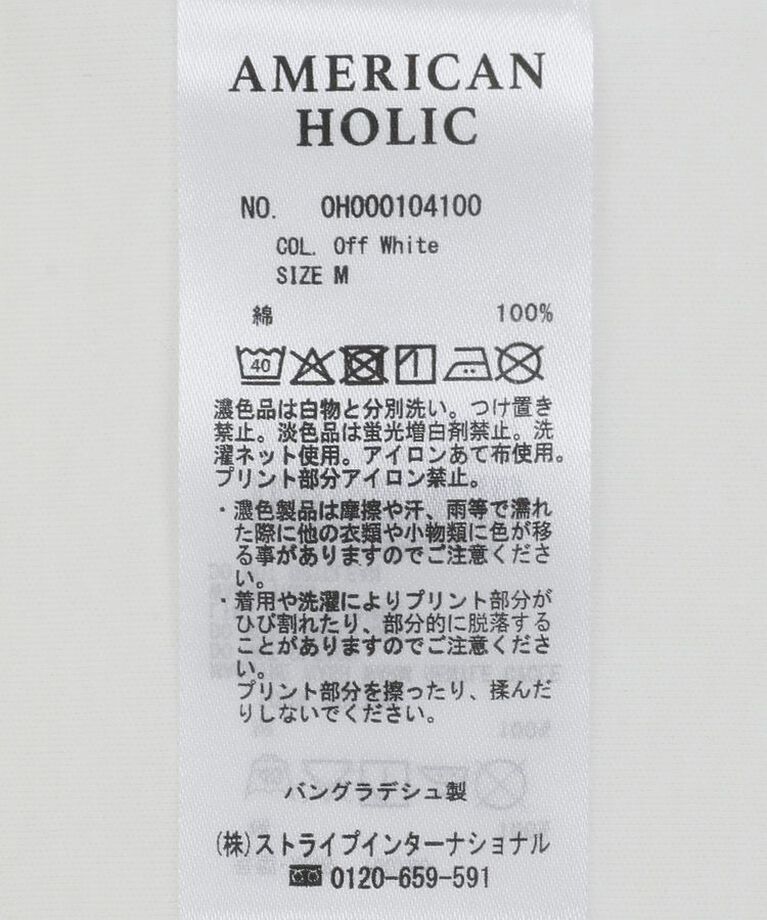 AMERICAN
HOLIC
NO. 0H000104100
COL. Off White
SIZE M
綿 100%
40
濃色品は白物と分別洗い。つけ置き
禁止。淡色品は蛍光増白剤禁止。洗
濯ネット使用。アイロンあて布使用。
プリント部分アイロン禁止。
・濃色製品は摩擦や汗、雨等で濡れ
た際に他の衣類や小物類に色が移
る事がありますのでご注意くださ
い。
・着用や洗濯によりプリント部分が
ひび割れたり、部分的に脱落する
ことがありますのでご注意くださ
い。
プリント部分を擦ったり、揉んだ
りしないでください。
バングラデシュ製
(株)ストライプインターナショナル
0120-659-591